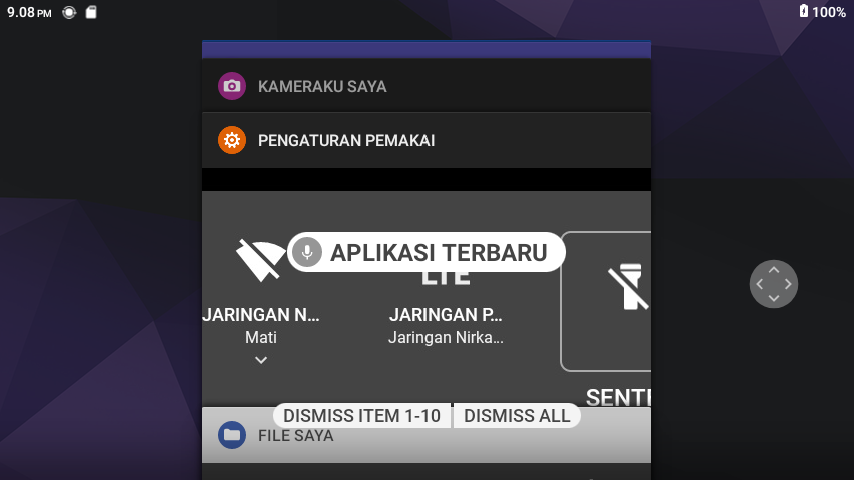 9.08 PM
100%
KAMERAKU SAYA
PENGATURAN PEMAKAI
APLIKASI TERBARU
LTE
JARINGAN N...
JARINGAN P...
Mati
Jaringan Nirka...
DISMISS ITEM 1-10
DISMISS ALL
FILE SAYA